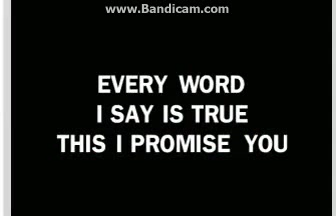 www.Bandicam.com
EVERY WORD
I SAY IS TRUE
THIS I PROMISE YOU